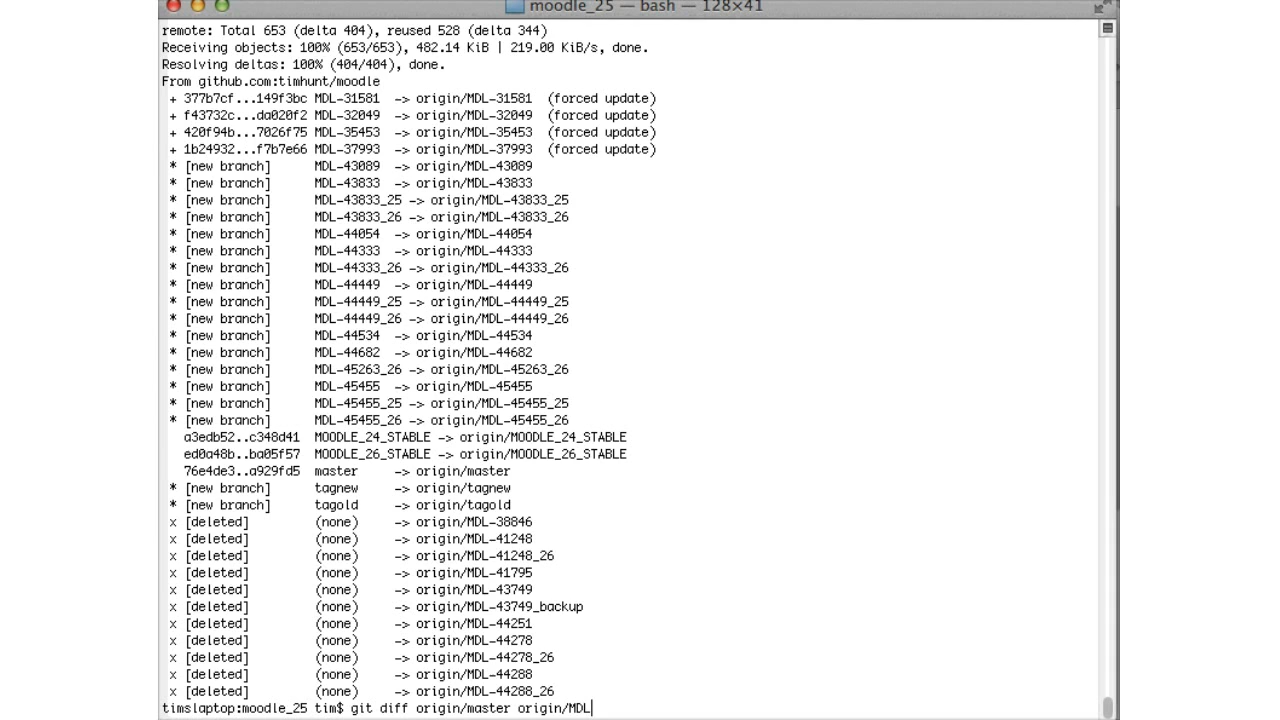 moodle_25 — bash — 128×41
remote: Total 653 (delta 404), reused 528 (delta 344)
Receiving objects: 100% (653/653), 482.14 KiB | 219.00 KiB/s, done.
Resolving deltas: 100% (404/404), done.
From github.com:timhunt/moodle
+ 377b7cf...149f3bc MDL-31581 -> origin/MDL-31581 (forced update)
+ f43732c...da020f2 MDL-32049 -> origin/MDL-32049 (forced update)
+ 420f94b...7026f75 MDL-35453 -> origin/MDL-35453 (forced update)
+ 1b24932...f7b7e66 MDL-37993 -> origin/MDL-37993 (forced update)
* [new branch] MDL-43089 -> origin/MDL-43089
* [new branch] MDL-43833 -> origin/MDL-43833
* [new branch] MDL-43833_25 -> origin/MDL-43833_25
* [new branch] MDL-43833_26 -> origin/MDL-43833_26
* [new branch] MDL-44054 -> origin/MDL-44054
* [new branch] MDL-44333 -> origin/MDL-44333
* [new branch] MDL-44333_26 -> origin/MDL-44333_26
* [new branch] MDL-44449 -> origin/MDL-44449
* [new branch] MDL-44449_25 -> origin/MDL-44449_25
* [new branch] MDL-44449_26 -> origin/MDL-44449_26
* [new branch] MDL-44534 -> origin/MDL-44534
* [new branch] MDL-44682 -> origin/MDL-44682
* [new branch] MDL-45263_26 -> origin/MDL-45263_26
* [new branch] MDL-45455 -> origin/MDL-45455
* [new branch] MDL-45455_25 -> origin/MDL-45455_25
* [new branch] MDL-45455_26 -> origin/MDL-45455_26
a3edb52..c348d41 MOODLE_24_STABLE -> origin/MOODLE_24_STABLE
ed0a48b..ba05f57 MOODLE_26_STABLE -> origin/MOODLE_26_STABLE
76e4de3..a929fd5 master -> origin/master
* [new branch] tagnew -> origin/tagnew
* [new branch] tagold -> origin/tagold
x [deleted] (none) -> origin/MDL-38846
x [deleted] (none) -> origin/MDL-41248
x [deleted] (none) -> origin/MDL-41248_26
x [deleted] (none) -> origin/MDL-41795
x [deleted] (none) -> origin/MDL-43749
x [deleted] (none) -> origin/MDL-43749_backup
x [deleted] (none) -> origin/MDL-44251
x [deleted] (none) -> origin/MDL-44278
x [deleted] (none) -> origin/MDL-44278_26
x [deleted] (none) -> origin/MDL-44288
x [deleted] (none) -> origin/MDL-44288_26
timslaptop:moodle_25 tim$ git diff origin/master origin/MDL